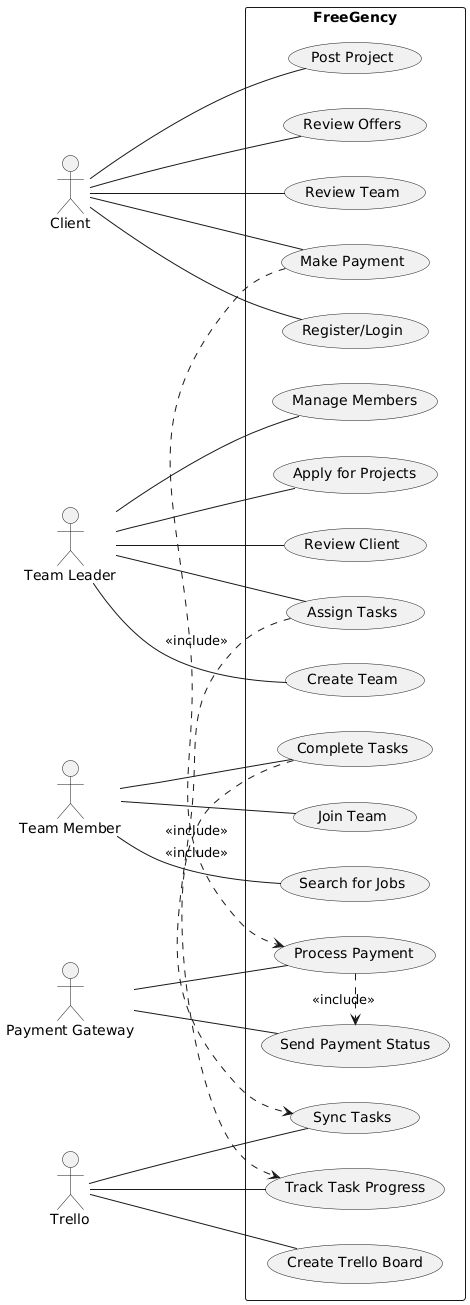 FreeGency
Post Project
Review Offers
Review Team
Client
Make Payment
Register/Login
Manage Members
Apply for Projects
Review Client
Team Leader
Assign Tasks
«include»
Create Team
Complete Tasks
Join Team
Team Member
«include»
«include»
Search for Jobs
Process Payment
«include»
Payment Gateway
Send Payment Status
Sync Tasks
Track Task Progress
Trello
Create Trello Board